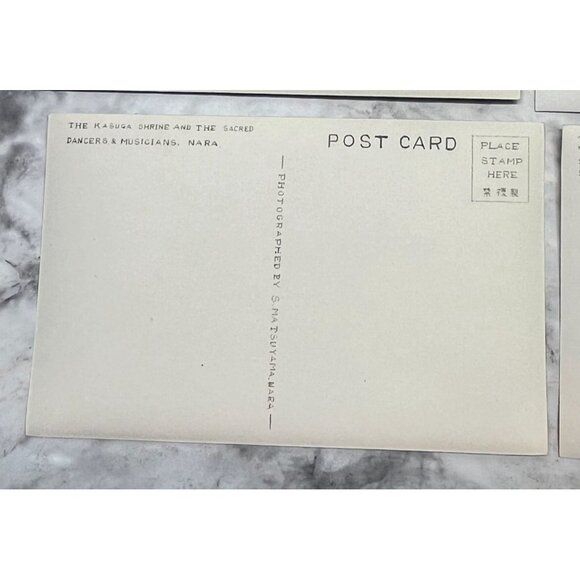 THE KASUGA SHRINE AND THE SACRED
DANCERS & MUSICIANS, NARA
POST CARD
PLACE
STAMP
HERE
禁複製
— PHOTOGRAPHED BY S. MATSUYAMA, NARA —